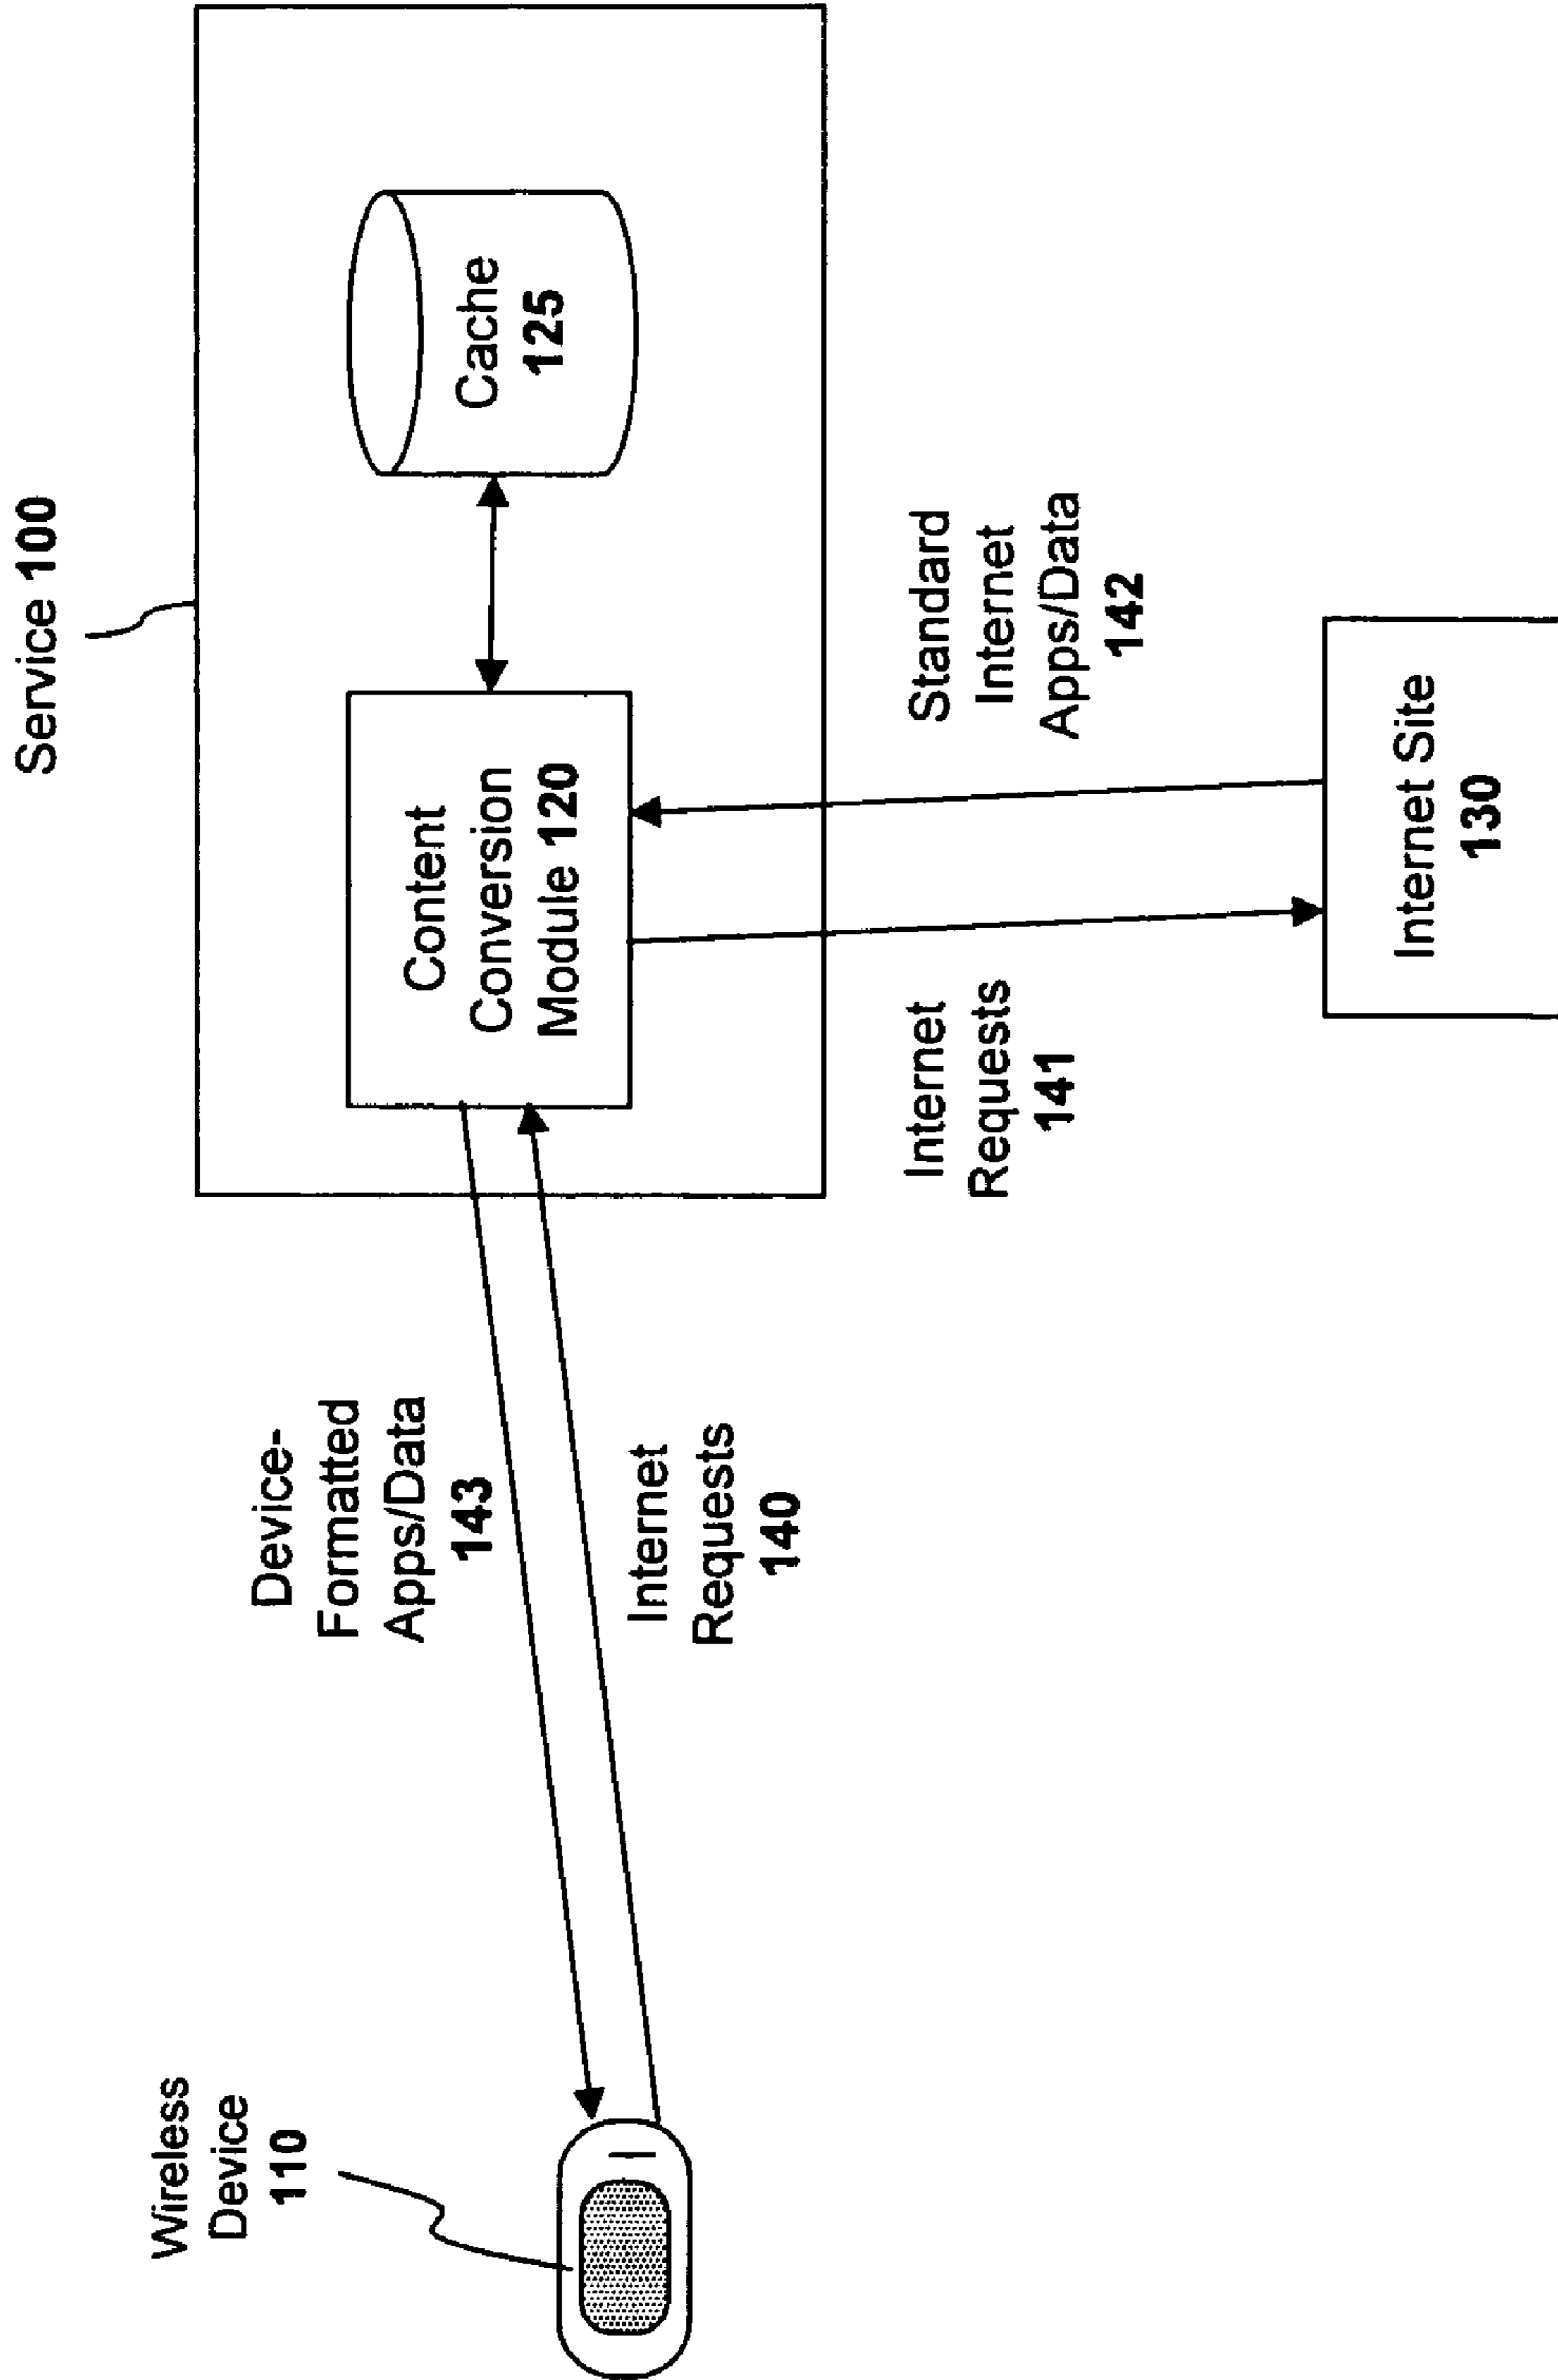 Service 100
Wireless
Device
110
Device-
Formatted
Apps/Data
143
Internet
Requests
140
Content
Conversion
Module 120
Cache
125
Internet
Requests
141
Standard
Internet
Apps/Data
142
Internet Site
130